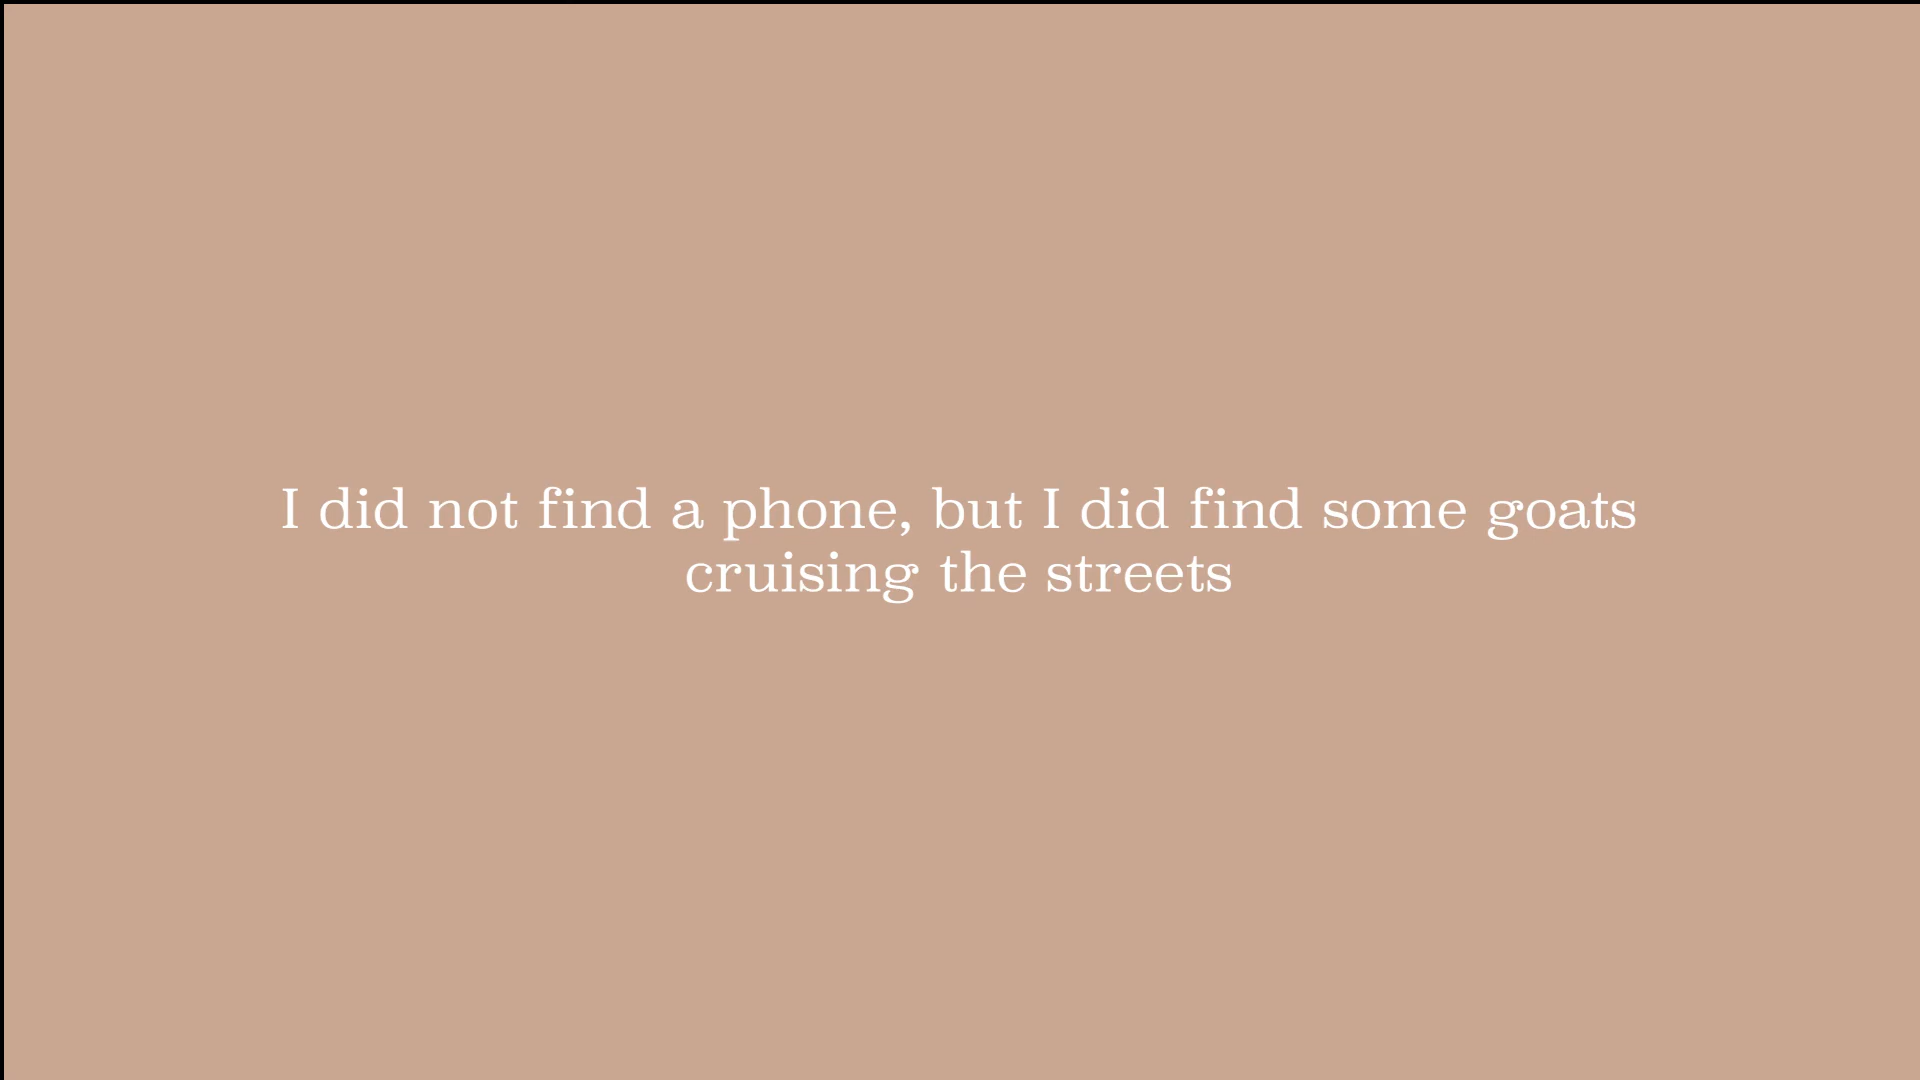 I did not find a phone, but I did find some goats
cruising the streets